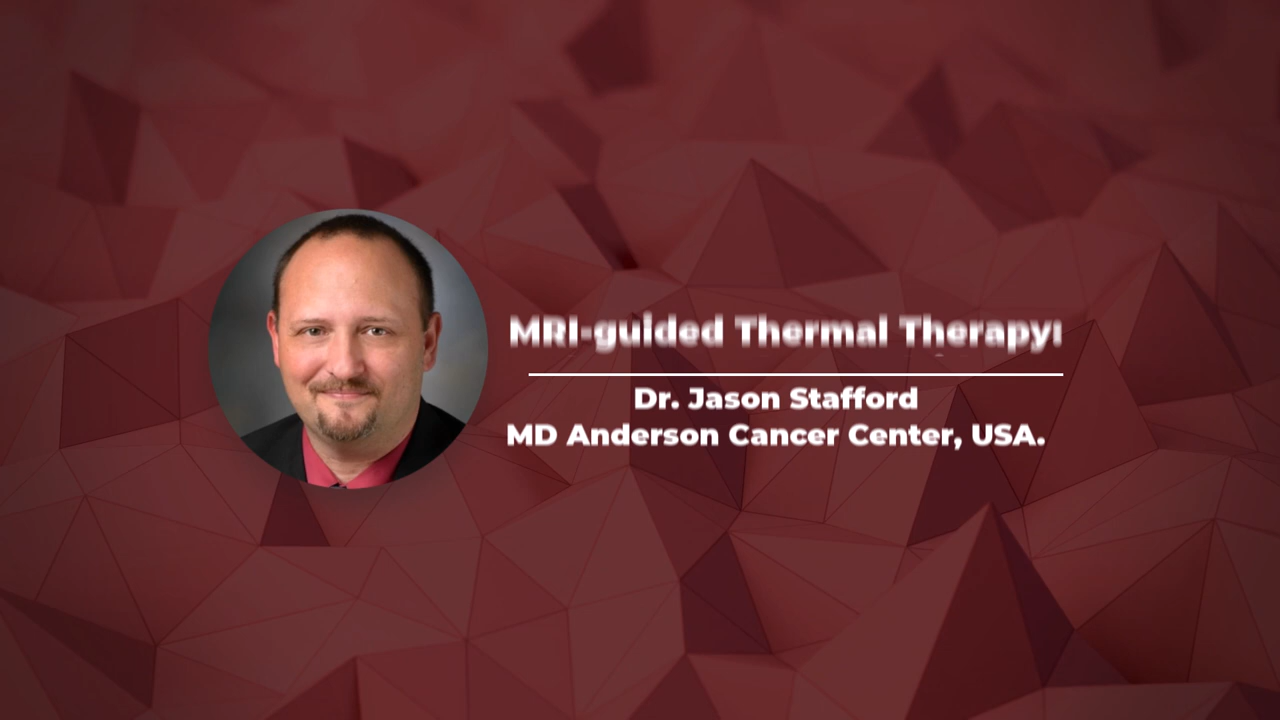 MRI-guided Thermal Therapy:
Dr. Jason Stafford
MD Anderson Cancer Center, USA.